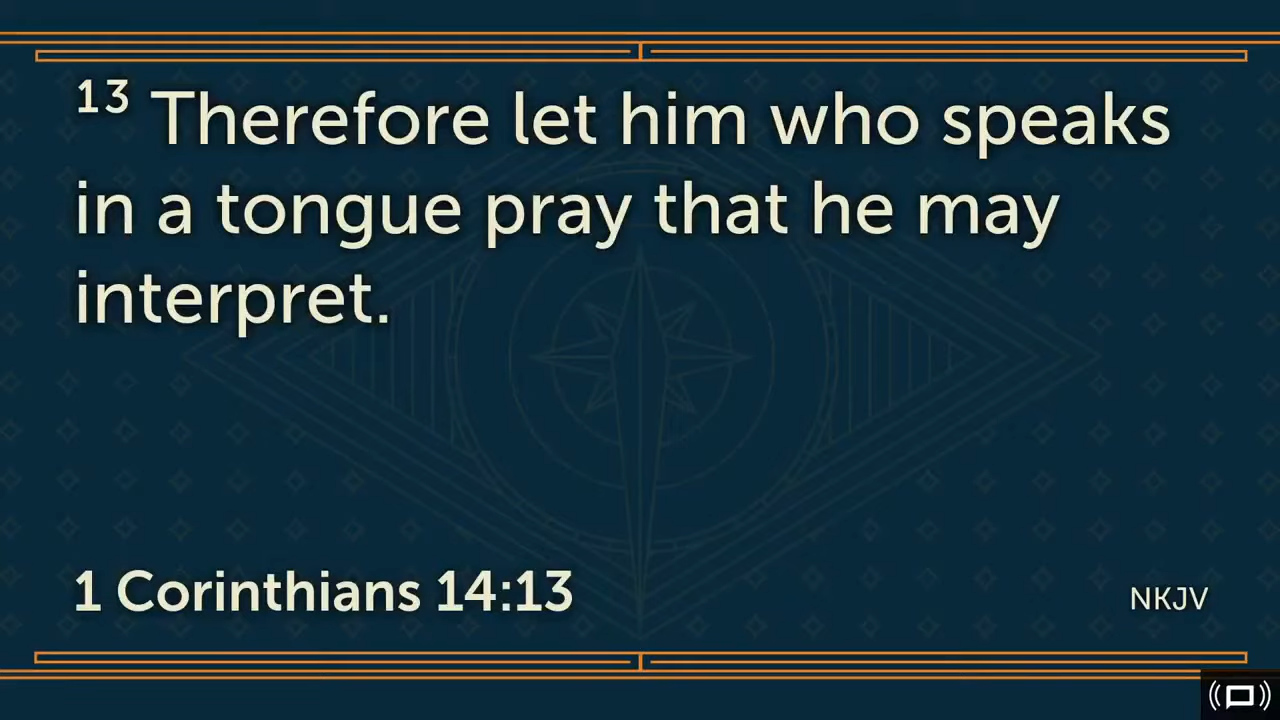 13 Therefore let him who speaks
in a tongue pray that he may
interpret.
1 Corinthians 14:13
NKJV